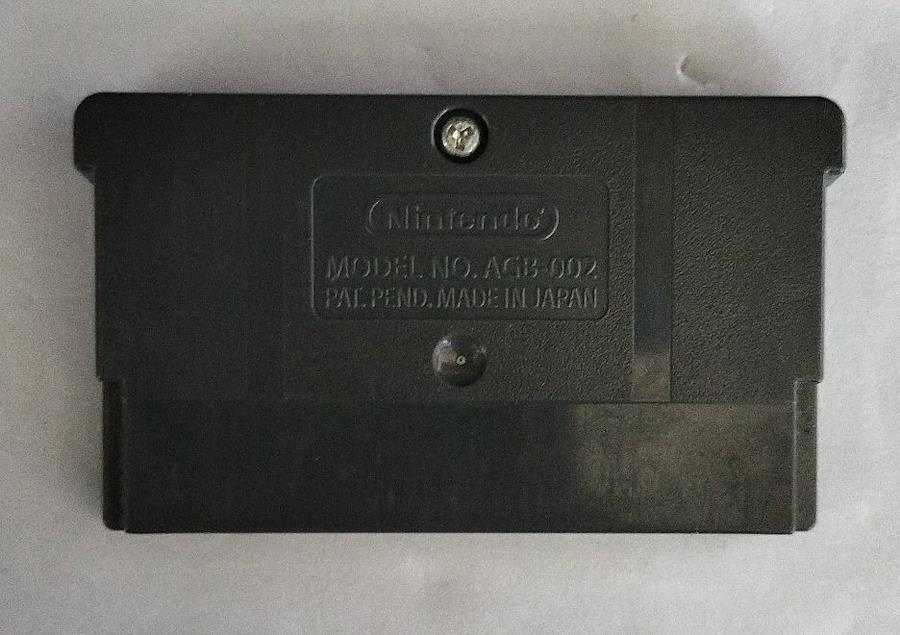 Nintendo®
MODEL NO. AGB-002
PAT. PEND. MADE IN JAPAN